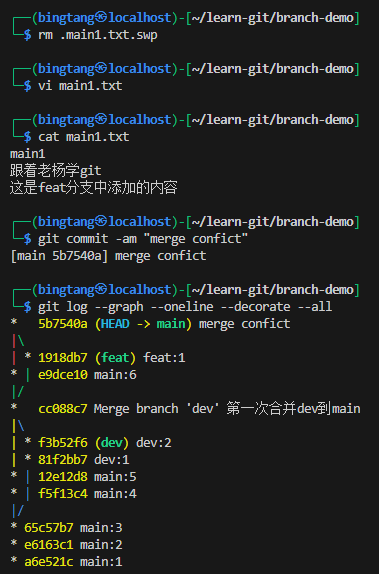 ┌──(bingtang㉿localhost)-[~/learn-git/branch-demo]
└─$ rm .main1.txt.swp
┌──(bingtang㉿localhost)-[~/learn-git/branch-demo]
└─$ vi main1.txt
┌──(bingtang㉿localhost)-[~/learn-git/branch-demo]
└─$ cat main1.txt
main1
跟着老杨学git
这是feat分支中添加的内容
┌──(bingtang㉿localhost)-[~/learn-git/branch-demo]
└─$ git commit -am "merge confict"
[main 5b7540a] merge confict
┌──(bingtang㉿localhost)-[~/learn-git/branch-demo]
└─$ git log --graph --oneline --decorate --all
*   5b7540a (HEAD -> main) merge confict
|\
| * 1918db7 (feat) feat:1
* | e9dce10 main:6
|/
*   cc088c7 Merge branch 'dev' 第一次合并dev到main
|\
| * f3b52f6 (dev) dev:2
| * 81f2bb7 dev:1
* | 12e12d8 main:5
* | f5f13c4 main:4
|/
* 65c57b7 main:3
* e6163c1 main:2
* a6e521c main:1